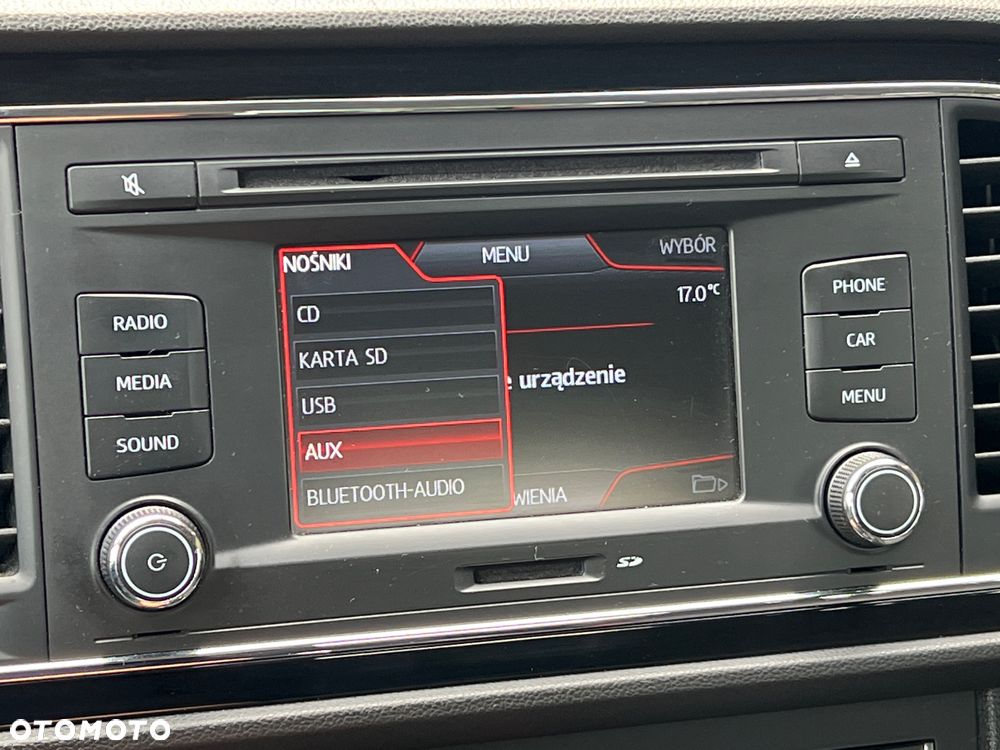 NOŚNIKI
MENU
WYBÓR
17.0°C
CD
KARTA SD
USB
AUX
BLUETOOTH-AUDIO
urządzenie
RADIO
MEDIA
SOUND
PHONE
CAR
MENU
SD
OTOMOTO